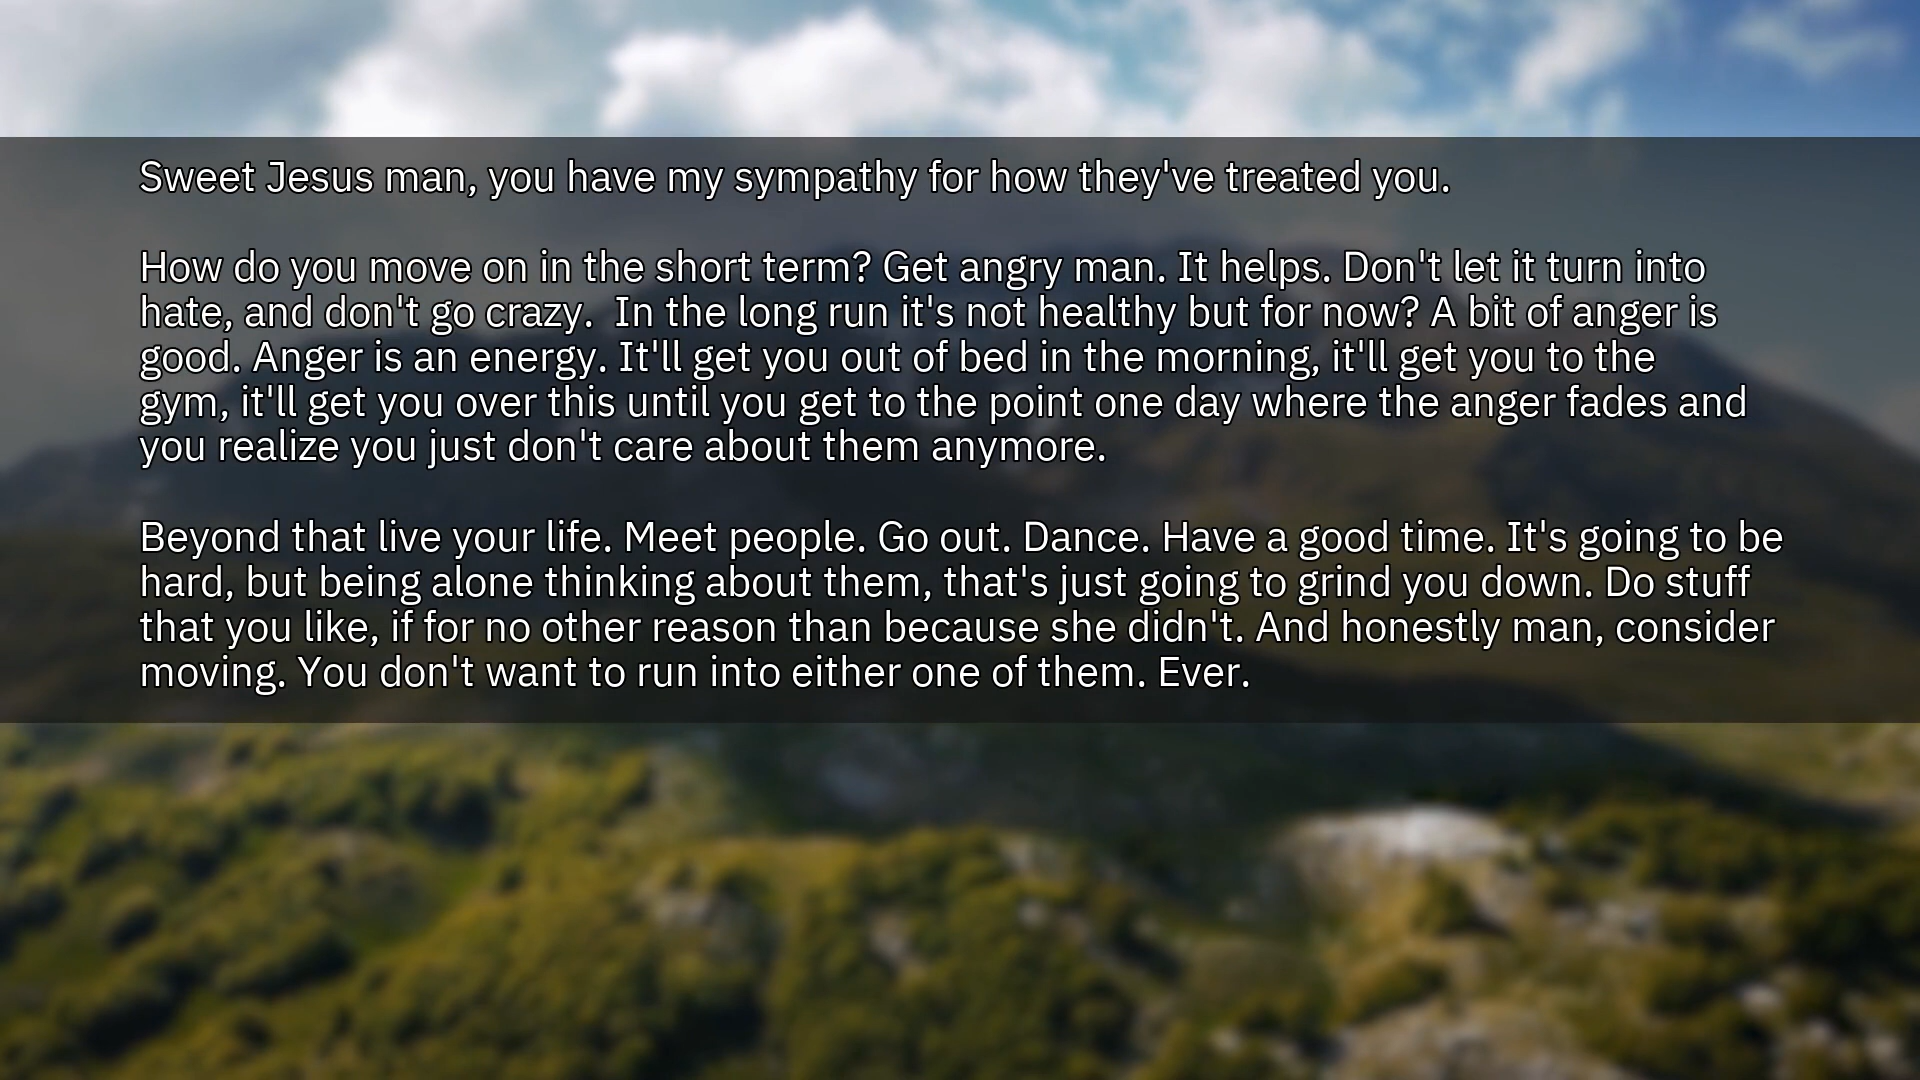 Sweet Jesus man, you have my sympathy for how they've treated you.
How do you move on in the short term? Get angry man. It helps. Don't let it turn into
hate, and don't go crazy.  In the long run it's not healthy but for now? A bit of anger is
good. Anger is an energy. It'll get you out of bed in the morning, it'll get you to the
gym, it'll get you over this until you get to the point one day where the anger fades and
you realize you just don't care about them anymore.
Beyond that live your life. Meet people. Go out. Dance. Have a good time. It's going to be
hard, but being alone thinking about them, that's just going to grind you down. Do stuff
that you like, if for no other reason than because she didn't. And honestly man, consider
moving. You don't want to run into either one of them. Ever.